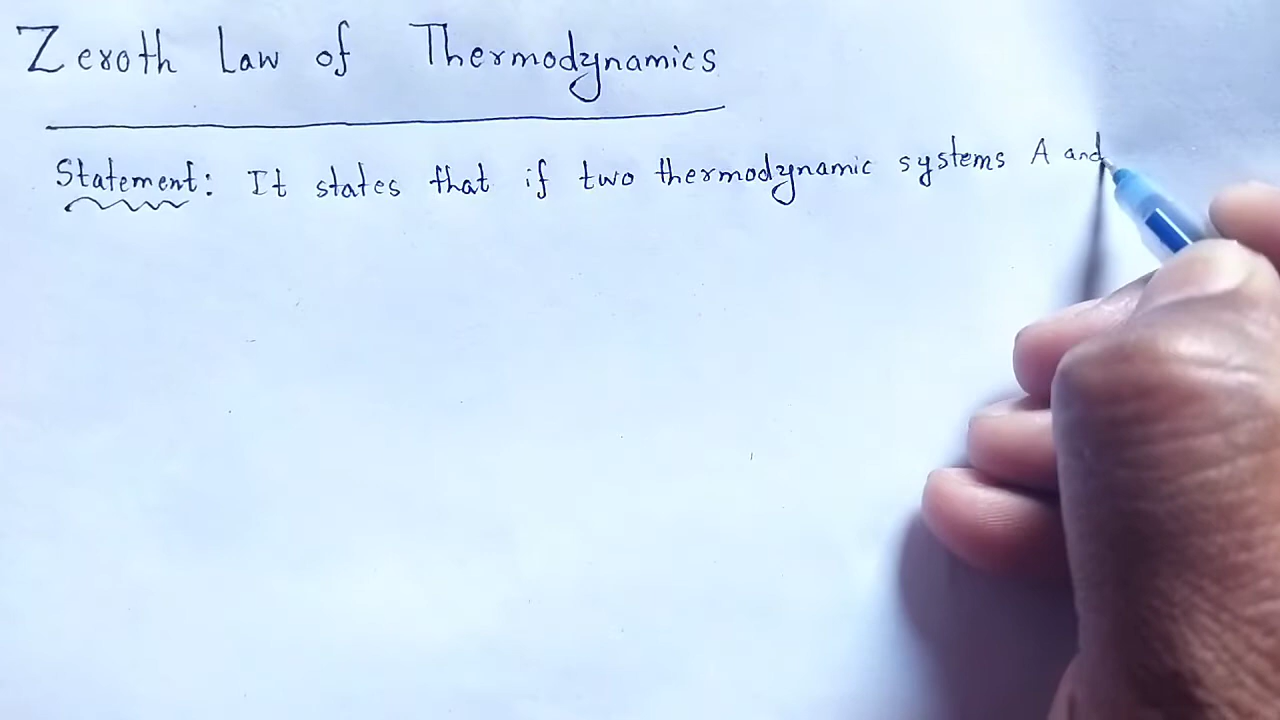 Zeroth Law of Thermodynamics
Statement: It states that if two thermodynamic systems A and